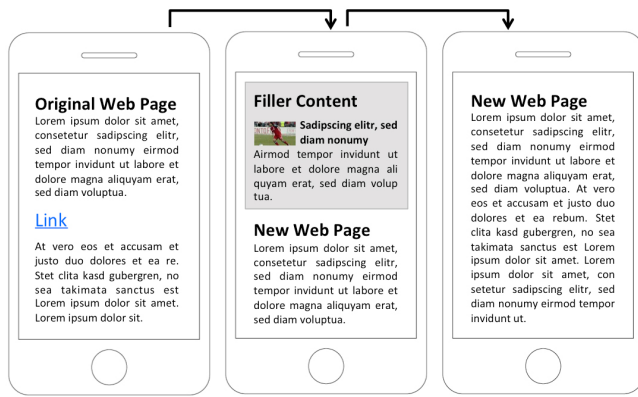 Original Web Page
Lorem ipsum dolor sit amet,
consetetur sadipscing elitr,
sed diam nonumy eirmod
tempor invidunt ut labore et
dolore magna aliquyam erat,
sed diam voluptua.
Link
At vero eos et accusam et
justo duo dolores et ea re.
Stet clita kasd gubergren, no
sea takimata sanctus est
Lorem ipsum dolor sit amet.
Lorem ipsum dolor sit.
Filler Content
Sadipscing elitr, sed
diam nonumy
Airmod tempor invidunt ut
labore et dolore magna ali
quyam erat, sed diam volup
tua.
New Web Page
Lorem ipsum dolor sit amet,
consetetur sadipscing elitr,
sed diam nonumy eirmod
tempor invidunt ut labore et
dolore magna aliquyam erat,
sed diam voluptua.
New Web Page
Lorem ipsum dolor sit amet,
consetetur sadipscing elitr,
sed diam nonumy eirmod
tempor invidunt ut labore et
dolore magna aliquyam erat,
sed diam voluptua. At vero
eos et accusam et justo duo
dolores et ea rebum. Stet
clita kasd gubergren, no sea
takimata sanctus est Lorem
ipsum dolor sit amet. Lorem
ipsum dolor sit amet, con
setetur sadipscing elitr, sed
diam nonumy eirmod tempor
invidunt ut.